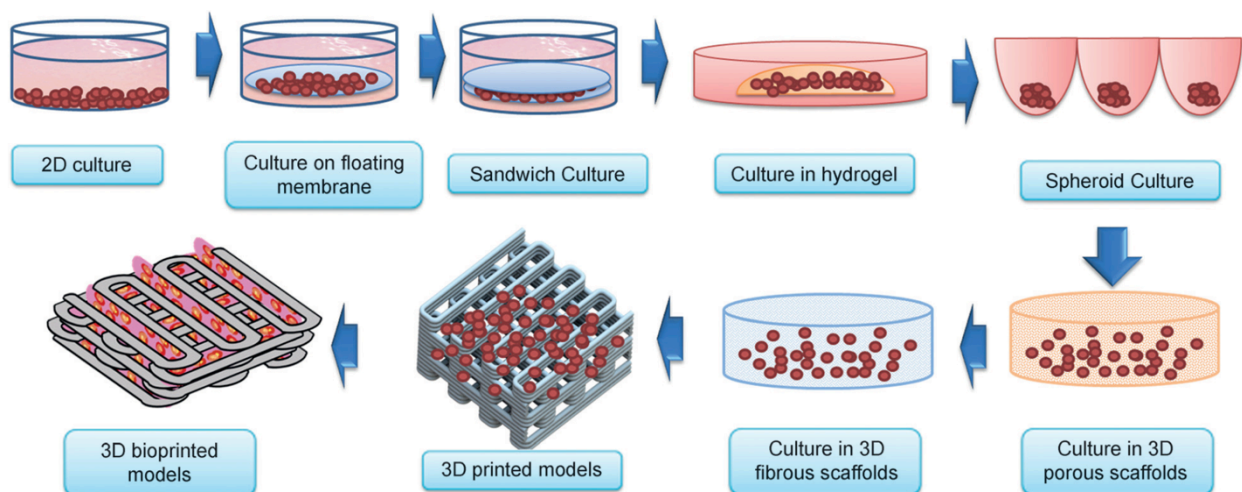 2D culture
Culture on floating
membrane
Sandwich Culture
Culture in hydrogel
Spheroid Culture
3D bioprinted
models
3D printed models
Culture in 3D
fibrous scaffolds
Culture in 3D
porous scaffolds